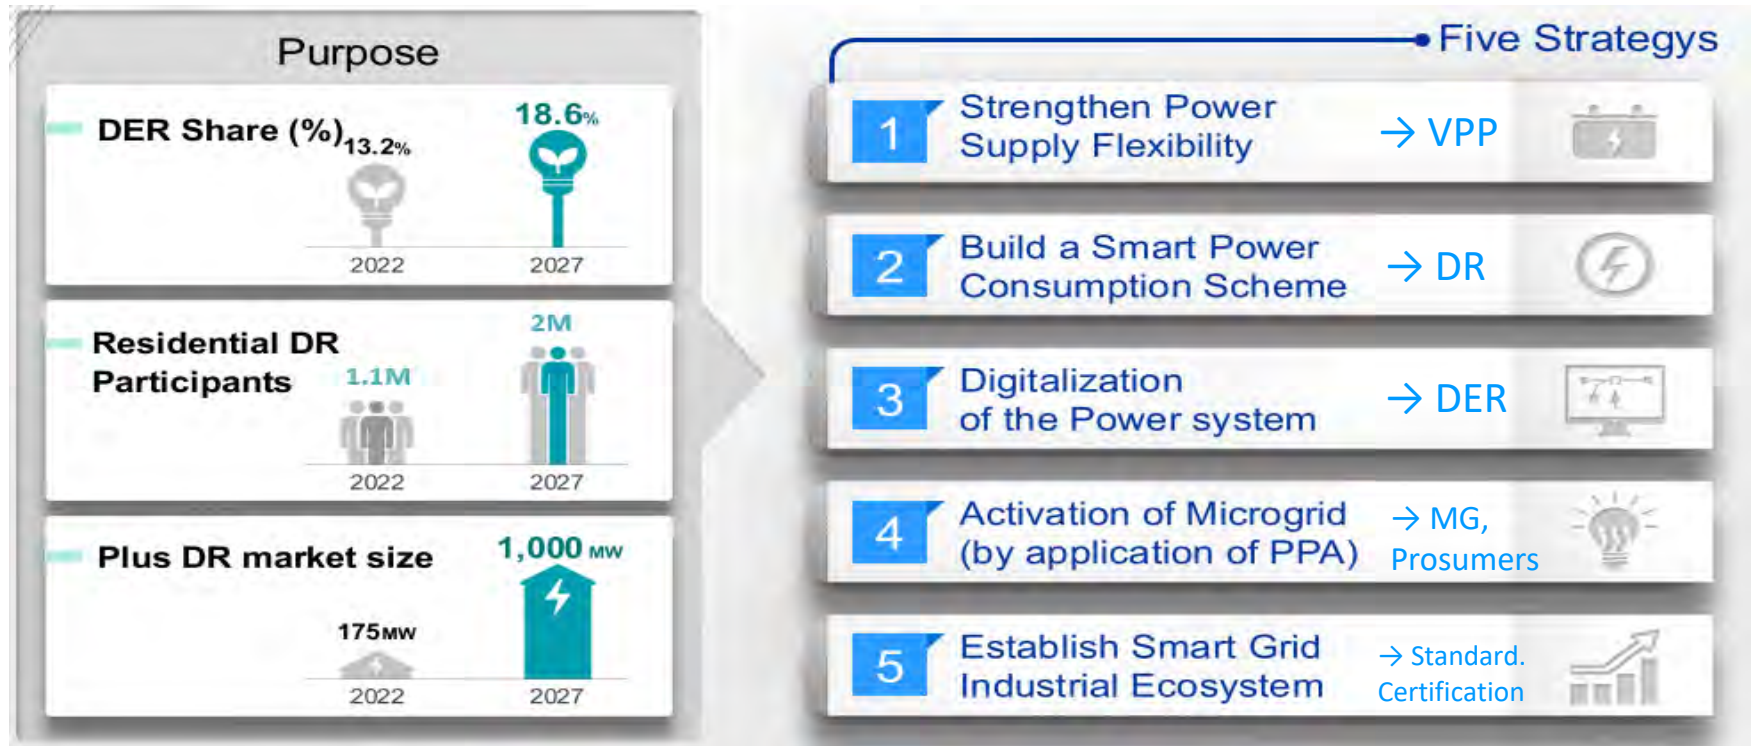 Purpose
DER Share (%)
13.2%
18.6%
2022
2027
Residential DR
Participants
1.1M
2M
2022
2027
Plus DR market size
175MW
1,000 MW
2022
2027
Five Strategys
1
Strengthen Power
Supply Flexibility
→ VPP
2
Build a Smart Power
Consumption Scheme
→ DR
3
Digitalization
of the Power system
→ DER
4
Activation of Microgrid
(by application of PPA)
→ MG,
Prosumers
5
Establish Smart Grid
Industrial Ecosystem
→ Standard.
Certification